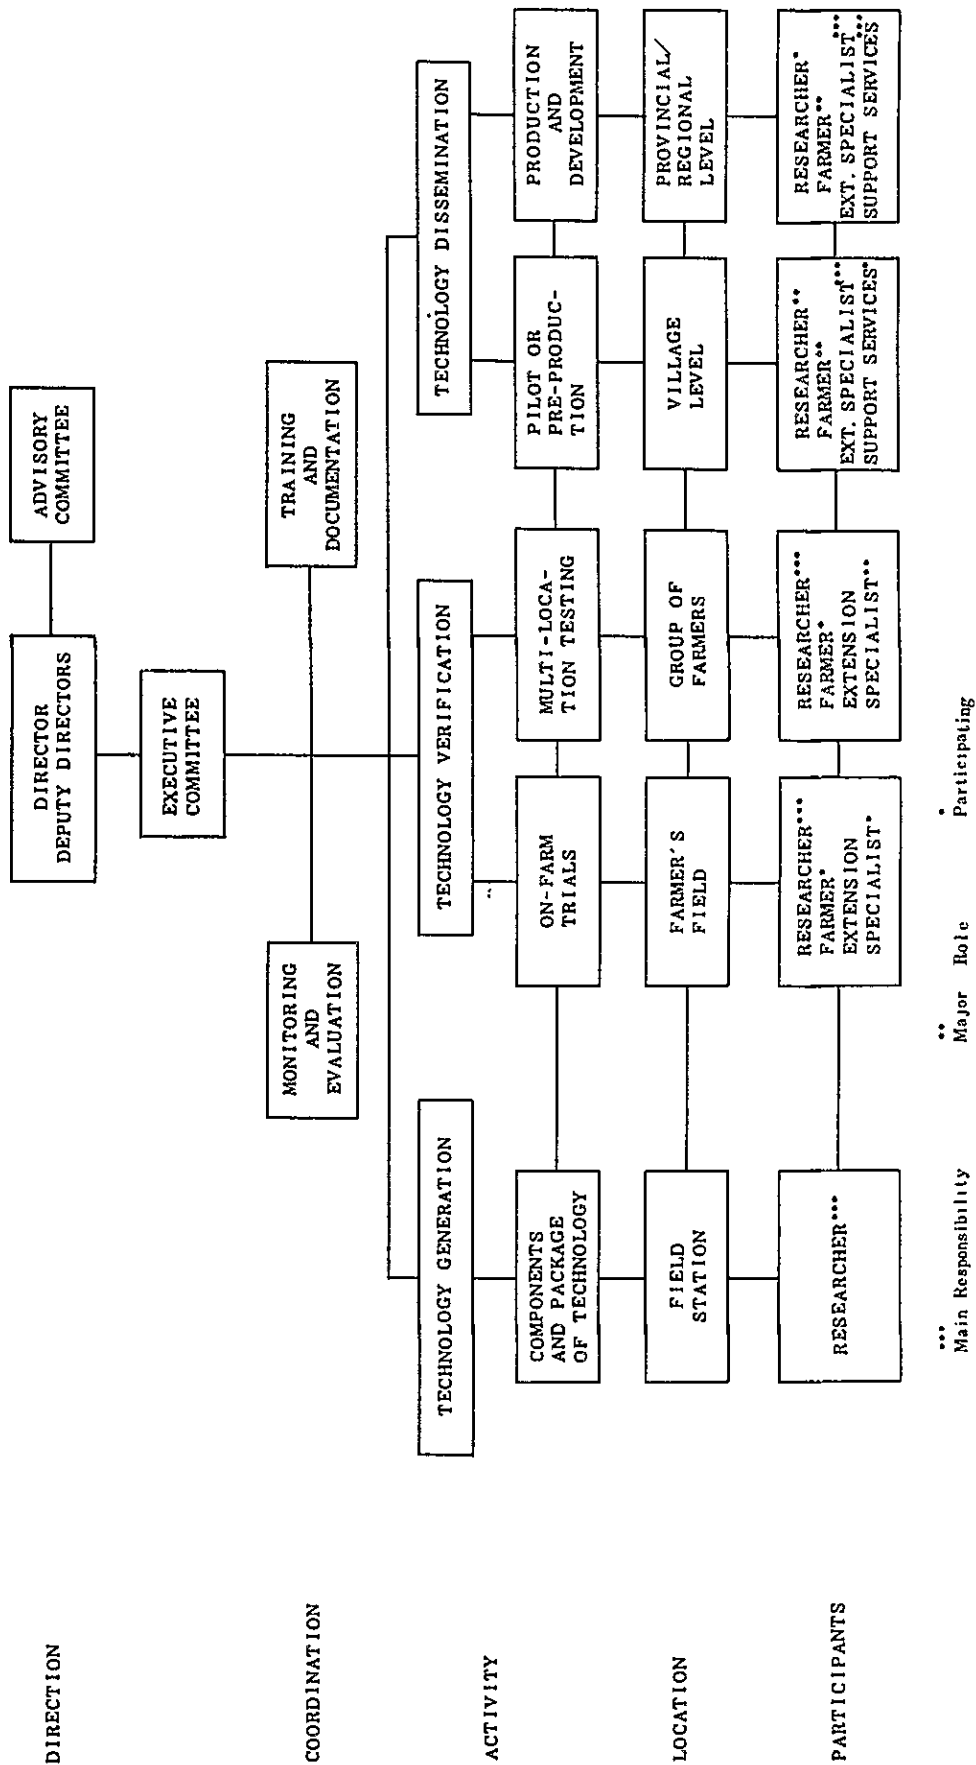 DIRECTION
DIRECTOR
DEPUTY DIRECTORS
ADVISORY
COMMITTEE
EXECUTIVE
COMMITTEE
COORDINATION
MONITORING
AND
EVALUATION
TRAINING
AND
DOCUMENTATION
TECHNOLOGY GENERATION
TECHNOLOGY VERIFICATION
TECHNOLOGY DISSEMINATION
ACTIVITY
COMPONENTS
AND PACKAGE
OF TECHNOLOGY
ON-FARM
TRIALS
MULTI-LOCA-
TION TESTING
PILOT OR
PRE-PRODUC-
TION
PRODUCTION
AND
DEVELOPMENT
LOCATION
FIELD
STATION
FARMER'S
FIELD
GROUP OF
FARMERS
VILLAGE
LEVEL
PROVINCIAL/
REGIONAL
LEVEL
PARTICIPANTS
RESEARCHER***
RESEARCHER***
FARMER*
EXTENSION
SPECIALIST*
RESEARCHER***
FARMER*
EXTENSION
SPECIALIST**
RESEARCHER**
FARMER**
EXT. SPECIALIST***
SUPPORT SERVICES*
RESEARCHER*
FARMER**
EXT. SPECIALIST***
SUPPORT SERVICES***
*** Main Responsibility
** Major Role
* Participating